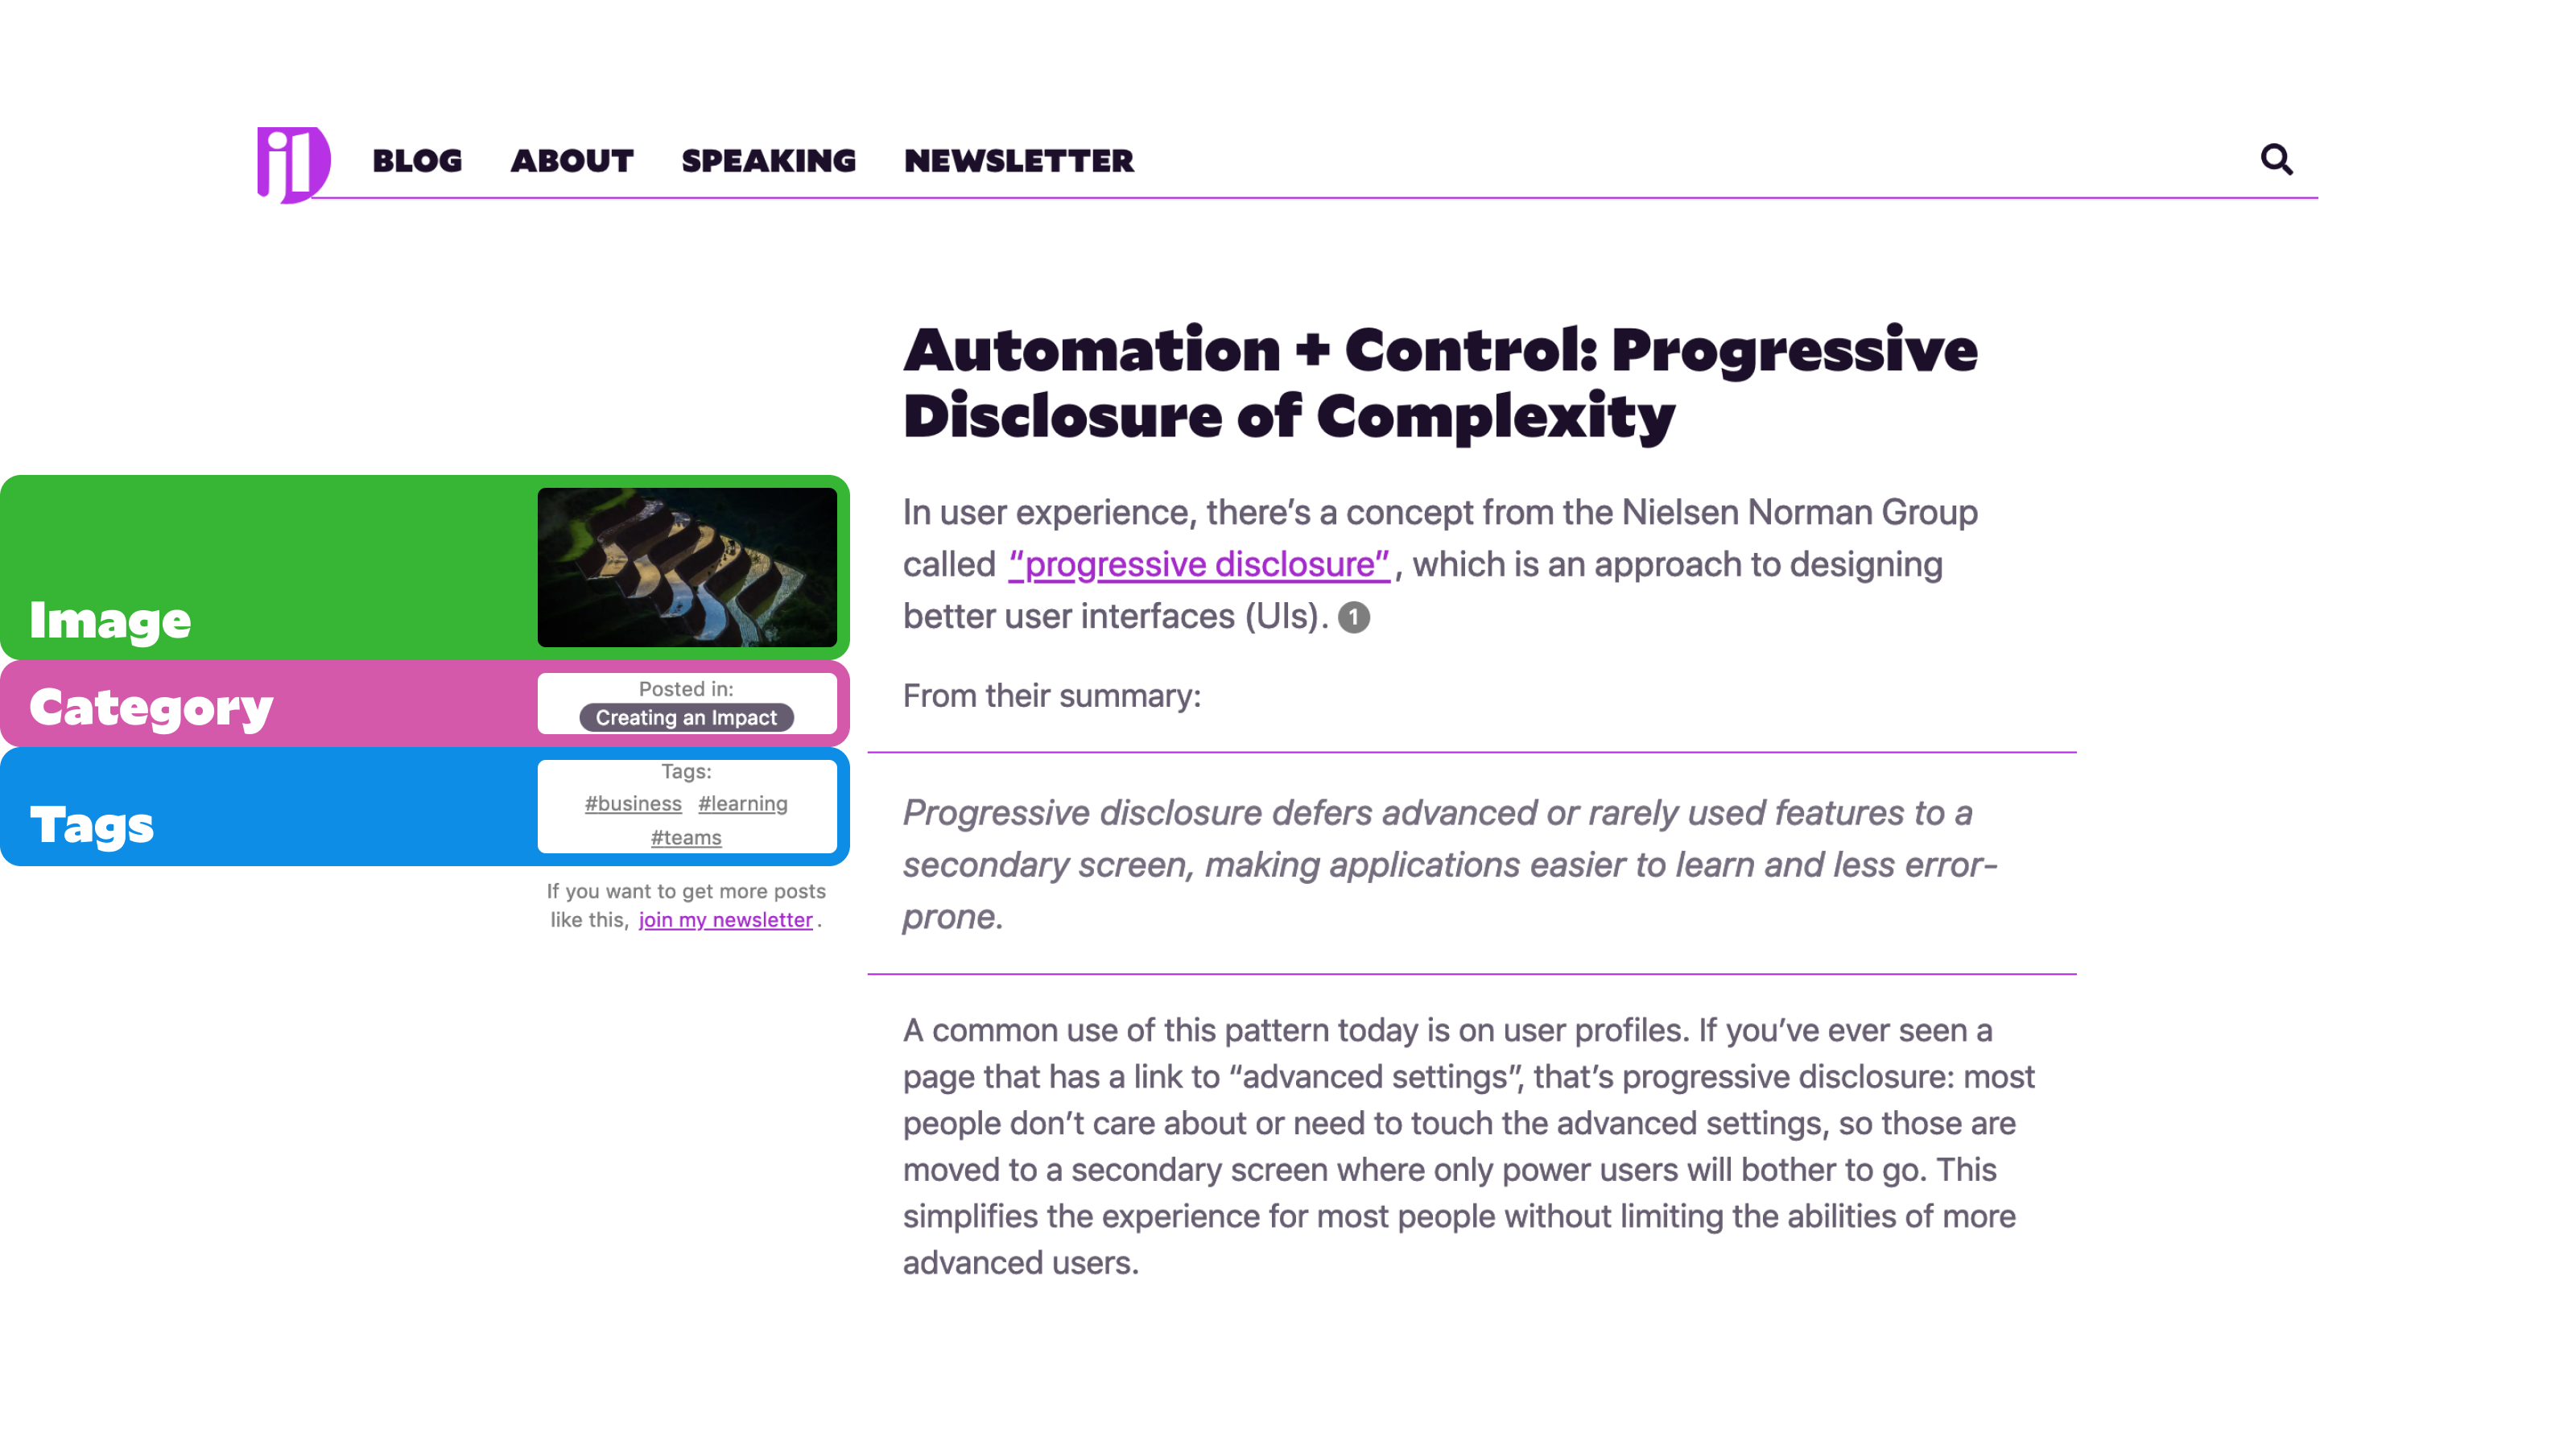 jl
BLOG ABOUT SPEAKING NEWSLETTER
Automation + Control: Progressive
Disclosure of Complexity
Image
Category
Posted in:
Creating an Impact
Tags
Tags:
#business #learning
#teams
If you want to get more posts
like this, join my newsletter.
In user experience, there’s a concept from the Nielsen Norman Group
called “progressive disclosure”, which is an approach to designing
better user interfaces (UIs). 1
From their summary:
Progressive disclosure defers advanced or rarely used features to a
secondary screen, making applications easier to learn and less error-
prone.
A common use of this pattern today is on user profiles. If you’ve ever seen a
page that has a link to “advanced settings”, that’s progressive disclosure: most
people don’t care about or need to touch the advanced settings, so those are
moved to a secondary screen where only power users will bother to go. This
simplifies the experience for most people without limiting the abilities of more
advanced users.